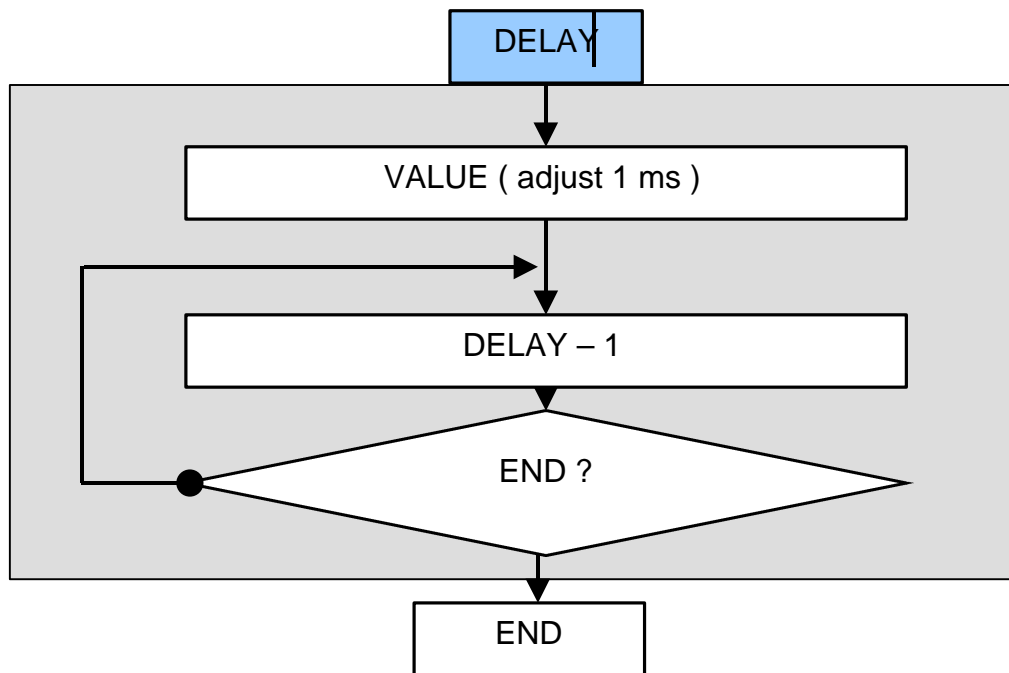 DELAY
VALUE ( adjust 1 ms )
DELAY – 1
END ?
END